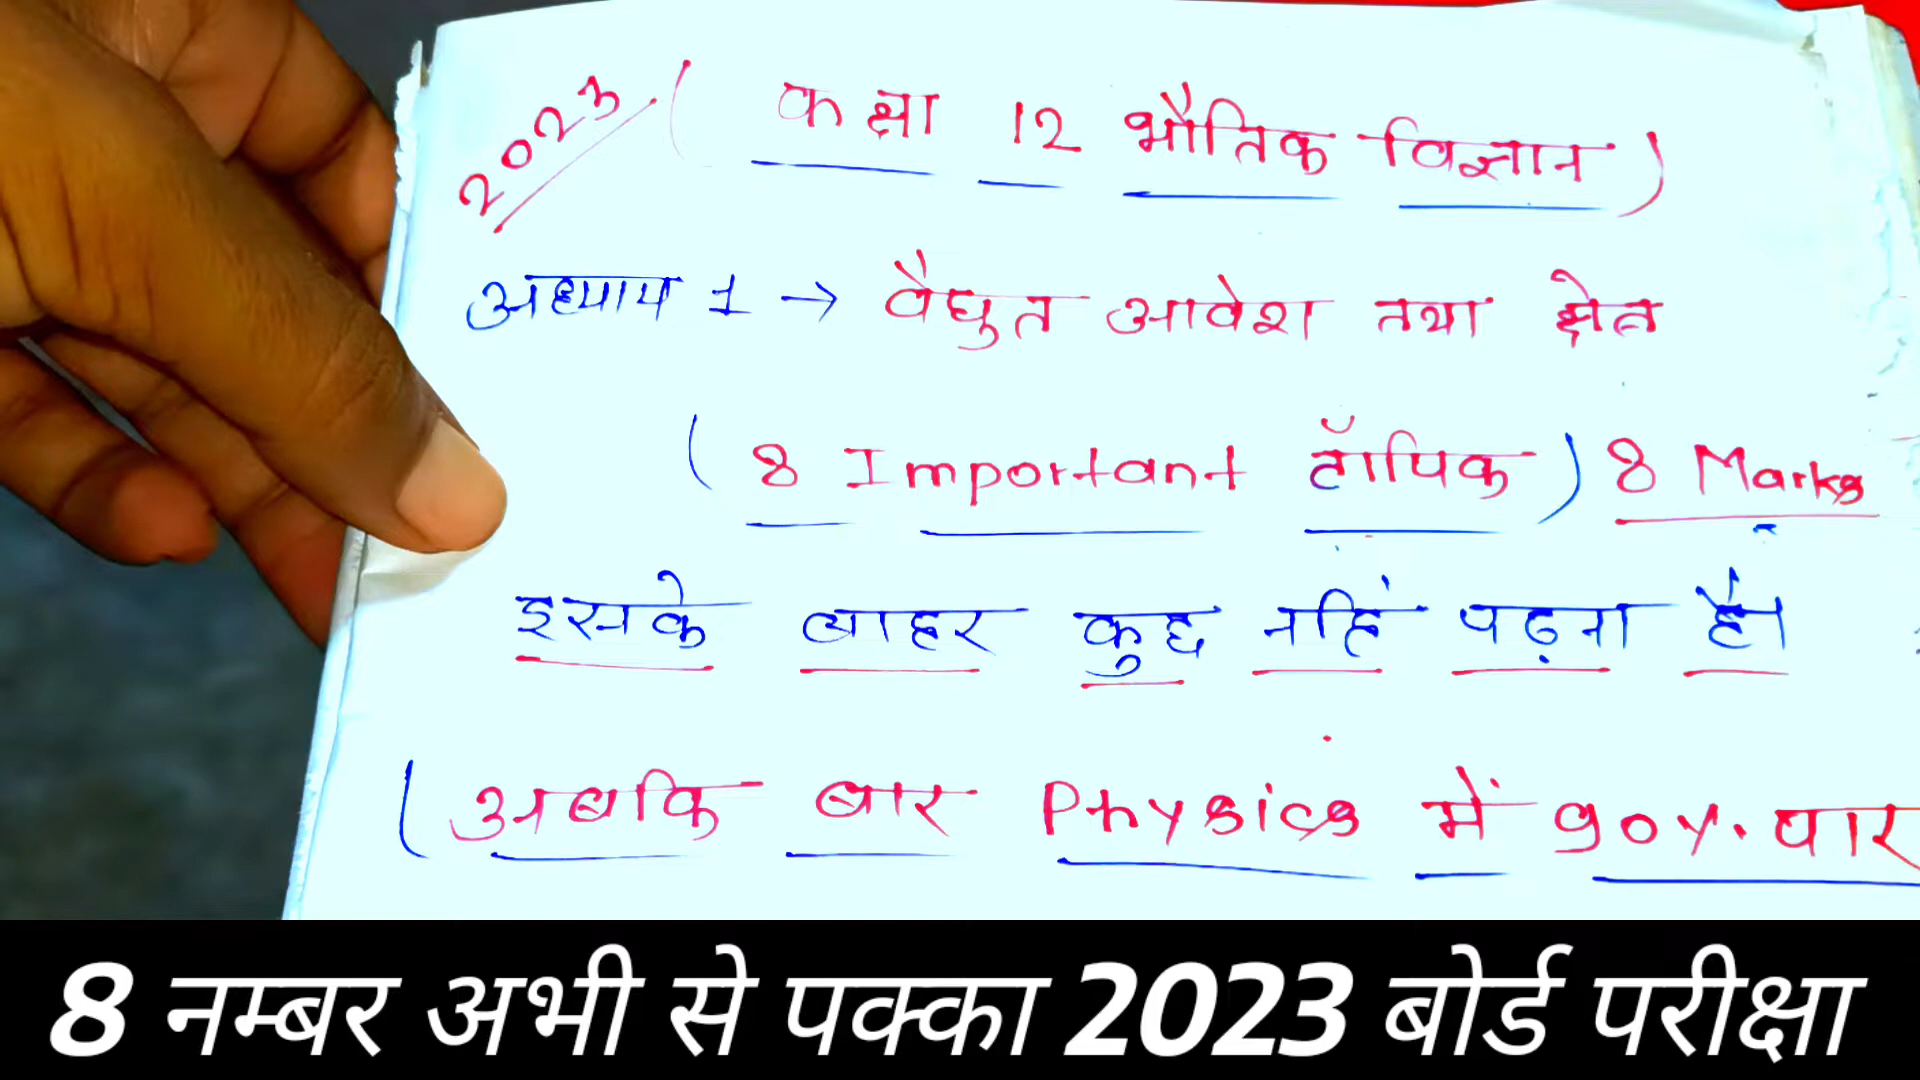 2023 ( कक्षा 12 भौतिक विज्ञान )
अध्याय 1 → वैद्युत आवेश तथा क्षेत्र
( 8 Important टॉपिक ) 8 Marks
इसके बाहर कुछ नहिं पढ़ना है।
( अबकि बार Physics में 90%. पार
8 नम्बर अभी से पक्का 2023 बोर्ड परीक्षा